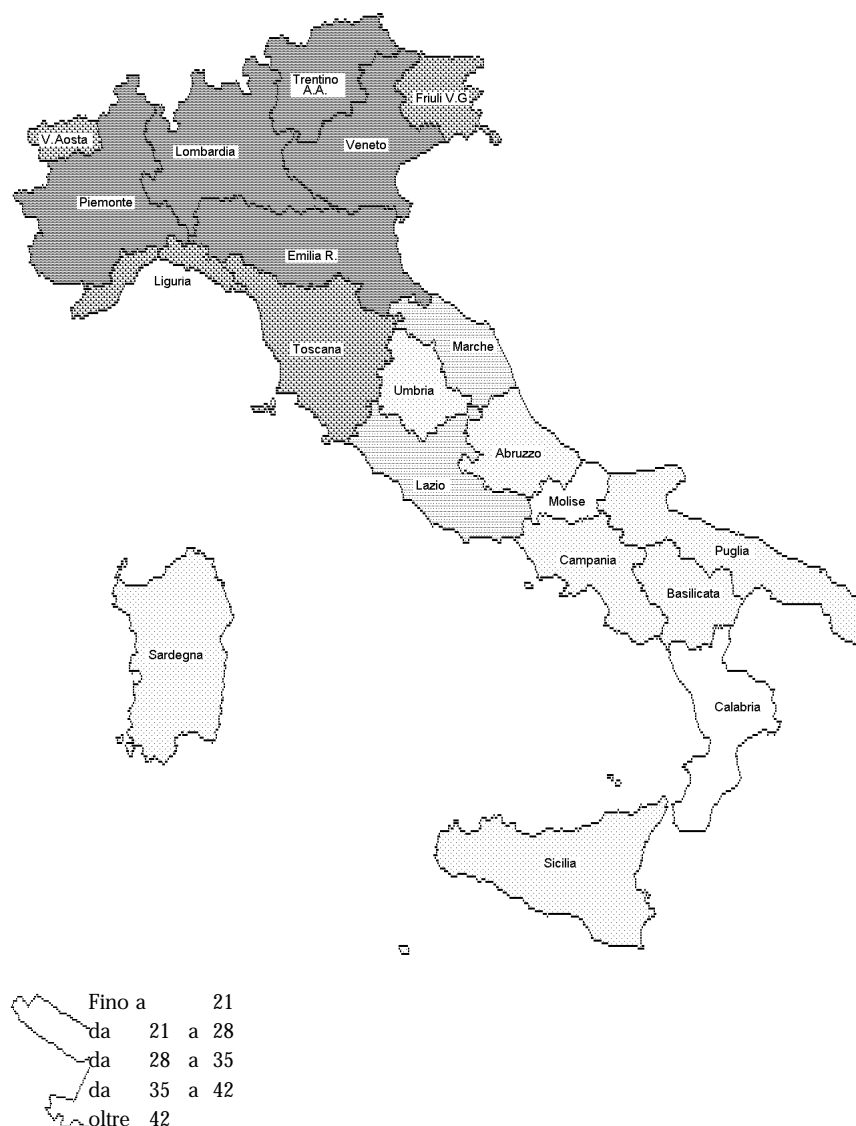 Trentino
A.A.
Friuli V.G
V.Aosta
Lombardia
Veneto
Piemonte
Emilia R.
Liguria
Toscana
Marche
Umbria
Abruzzo
Lazio
Molise
Puglia
Campania
Basilicata
Sardegna
Calabria
Sicilia
Fino a 21
da 21 a 28
da 28 a 35
da 35 a 42
oltre 42